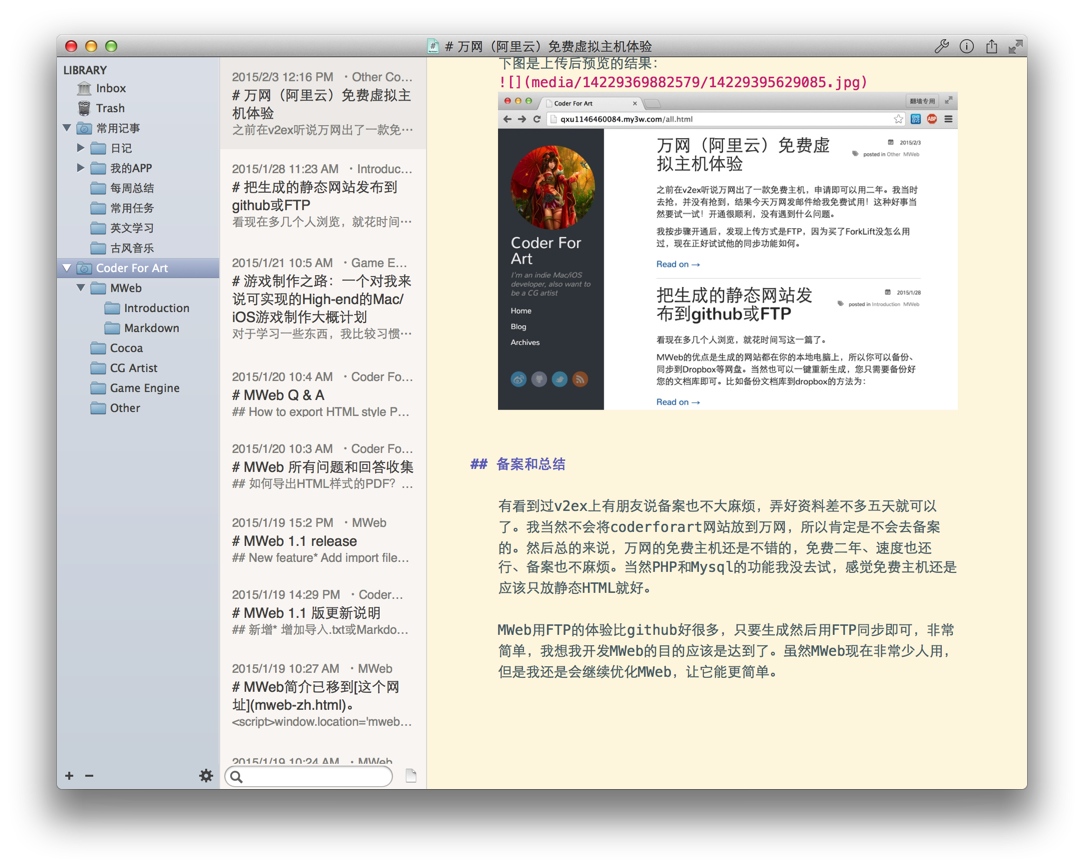 # 万网（阿里云）免费虚拟主机体验
LIBRARY
Inbox
Trash
常用记事
日记
我的APP
每周总结
常用任务
英文学习
古风音乐
Coder For Art
MWeb
Introduction
Markdown
Cocoa
CG Artist
Game Engine
Other
2015/2/3 12:16 PM ・Other Co…
# 万网（阿里云）免费虚拟主
机体验
之前在v2ex听说万网出了一款免…
2015/1/28 11:23 AM ・Introduc…
# 把生成的静态网站发布到
github或FTP
看现在多几个人浏览，就花时间…
2015/1/21 10:5 AM ・Game E…
# 游戏制作之路：一个对我来
说可实现的High-end的Mac/
iOS游戏制作大概计划
对于学习一些东西，我比较习惯…
2015/1/20 10:4 AM ・Coder Fo…
# MWeb Q & A
## How to export HTML style P…
2015/1/20 10:3 AM ・Coder Fo…
# MWeb 所有问题和回答收集
## 如何导出HTML样式的PDF？…
2015/1/19 15:2 PM ・MWeb
# MWeb 1.1 release
## New feature* Add import file…
2015/1/19 14:29 PM ・Coder…
# MWeb 1.1 版更新说明
## 新增* 增加导入.txt或Markdo…
2015/1/19 10:27 AM ・MWeb
# MWeb简介已移到[这个网
址](mweb-zh.html)。
<script>window.location='mweb…
2015/1/19 10:24 AM ・MWeb
下图是上传后预览的结果：
![](media/14229369882579/14229395629085.jpg)
Coder For Art
翻墙专用
qxu1146460084.my3w.com/all.html
ABP
Coder For
Art
I'm an indie Mac/iOS
developer, also want to
be a CG artist
Home
Blog
Archives
万网（阿里云）免费虚
拟主机体验
2015/2/3
posted in Other MWeb
之前在v2ex听说万网出了一款免费主机，申请即可以用二年。我当时
去抢，并没有抢到，结果今天万网发邮件给我免费试用！这种好事当
然要试一试！开通很顺利，没有遇到什么问题。
我按步骤开通后，发现上传方式是FTP，因为买了ForkLift没怎么用
过，现在正好试试他的同步功能如何。
Read on →
把生成的静态网站发
布到github或FTP
2015/1/28
posted in Introduction MWeb
看现在多几个人浏览，就花时间写这一篇了。
MWeb的优点是生成的网站都在你的本地电脑上，所以你可以备份、
同步到Dropbox等网盘。当然也可以一键重新生成，您只需要备份好
您的文档库即可。比如备份文档库到dropbox的方法为：
Read on →
## 备案和总结
有看到过v2ex上有朋友说备案也不大麻烦，弄好资料差不多五天就可以
了。我当然不会将coderforart网站放到万网，所以肯定是不会去备案
的。然后总的来说，万网的免费主机还是不错的，免费二年、速度也还
行、备案也不麻烦。当然PHP和Mysql的功能我没去试，感觉免费主机还是
应该只放静态HTML就好。
MWeb用FTP的体验比github好很多，只要生成然后用FTP同步即可，非常
简单，我想我开发MWeb的目的应该是达到了。虽然MWeb现在非常少人用，
但是我还是会继续优化MWeb，让它能更简单。